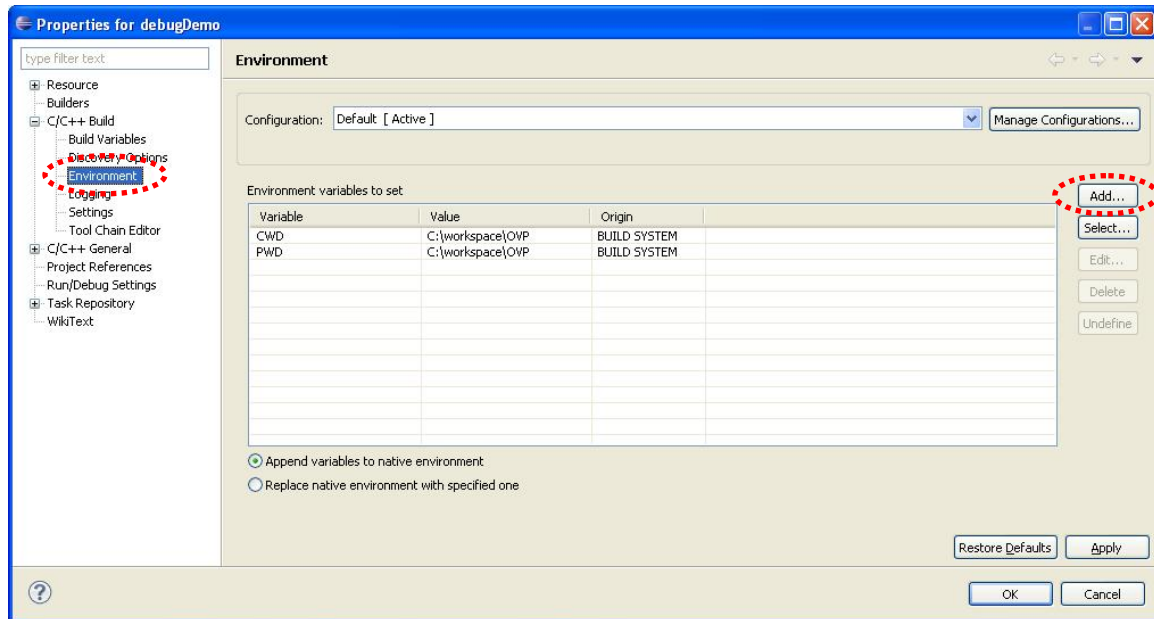 Properties for debugDemo
type filter text
Resource
Builders
C/C++ Build
Build Variables
Discovery Options
Environment
Logging
Settings
Tool Chain Editor
C/C++ General
Project References
Run/Debug Settings
Task Repository
WikiText
Environment
Configuration: Default [ Active ] Manage Configurations...
Environment variables to set
Variable Value Origin
CWD C:\workspace\OVP BUILD SYSTEM
PWD C:\workspace\OVP BUILD SYSTEM
Add...
Select...
Edit...
Delete
Undefine
Append variables to native environment
Replace native environment with specified one
Restore Defaults Apply
OK Cancel